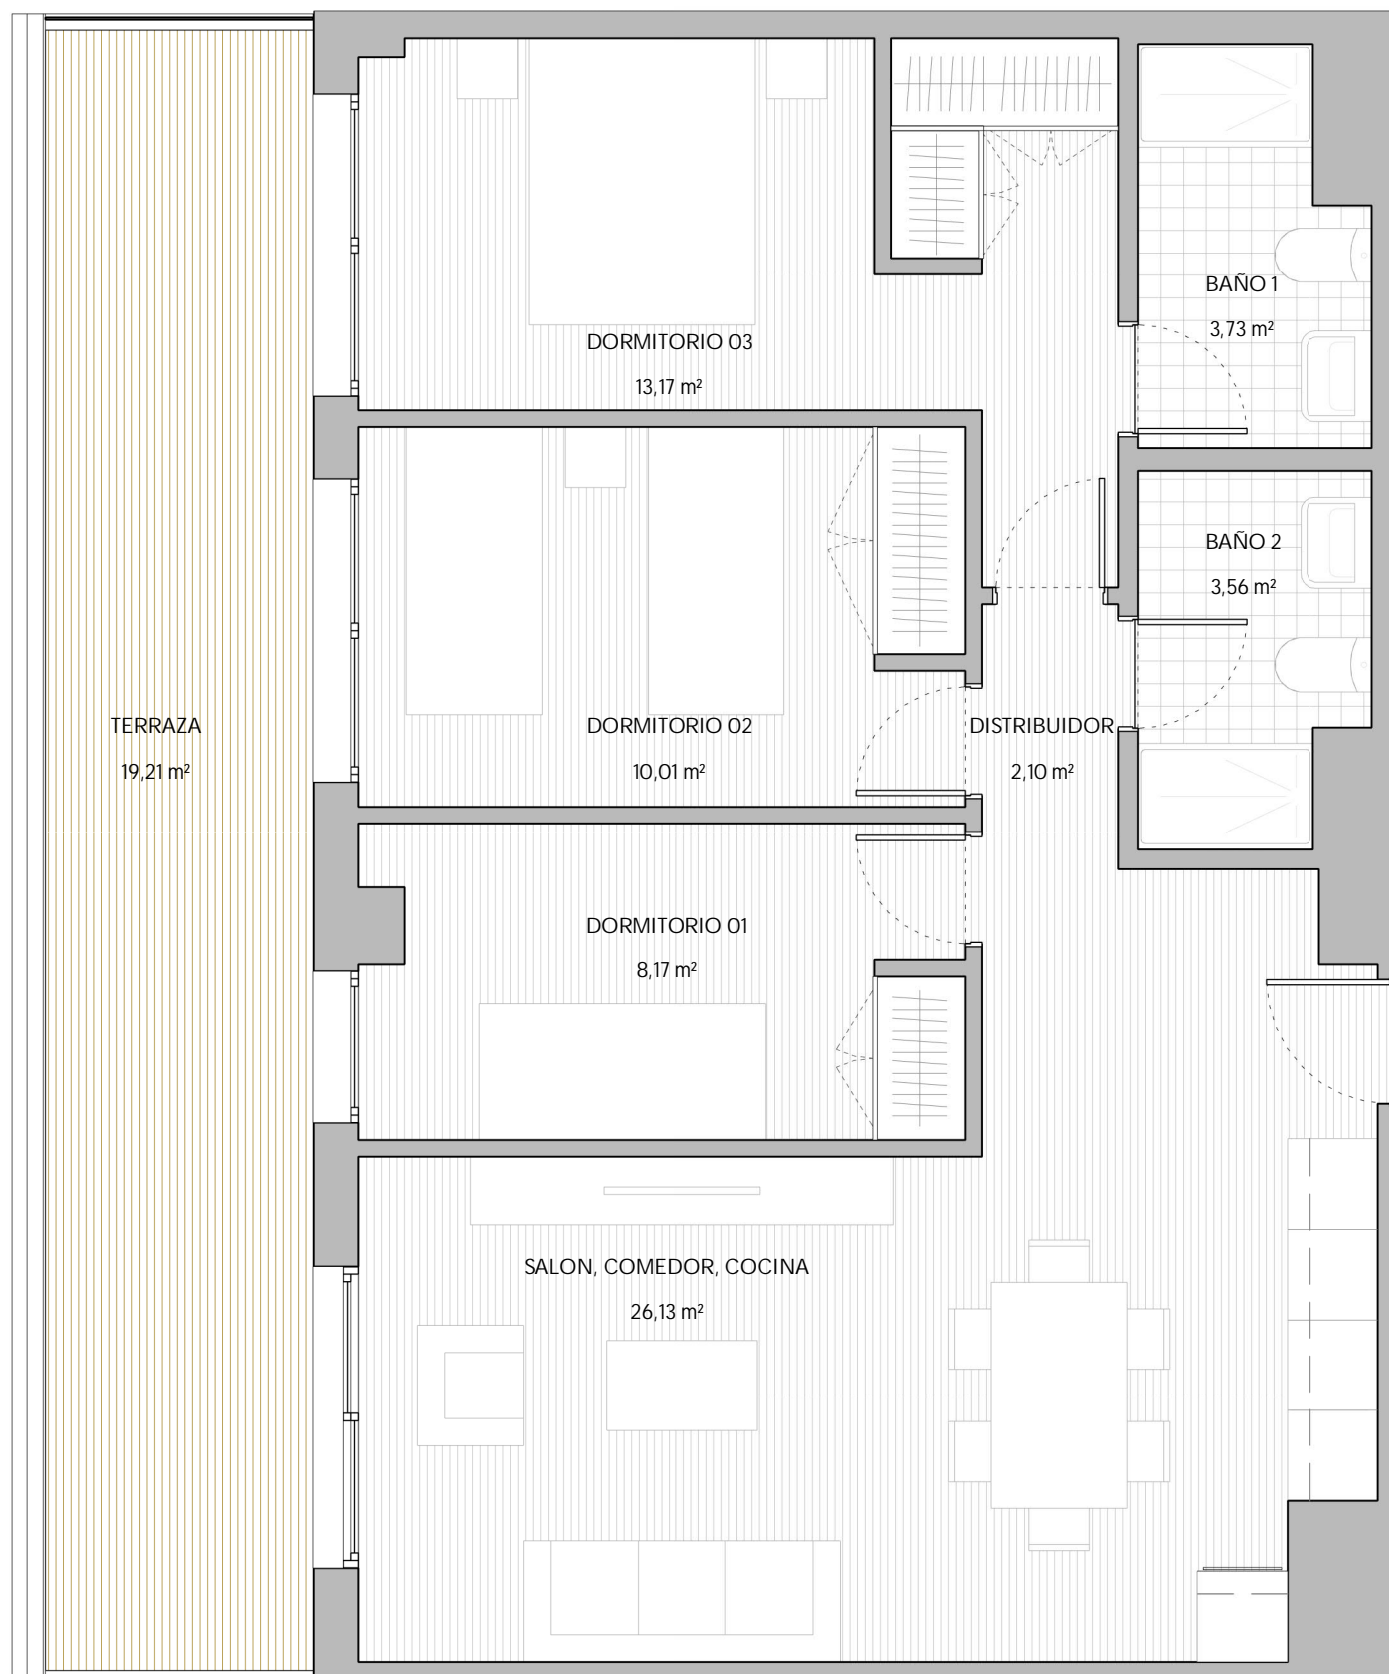 BAÑO 1
3,73 m²
DORMITORIO 03
13,17 m²
BAÑO 2
3,56 m²
TERRAZA
19,21 m²
DORMITORIO 02
10,01 m²
DISTRIBUIDOR
2,10 m²
DORMITORIO 01
8,17 m²
SALON, COMEDOR, COCINA
26,13 m²